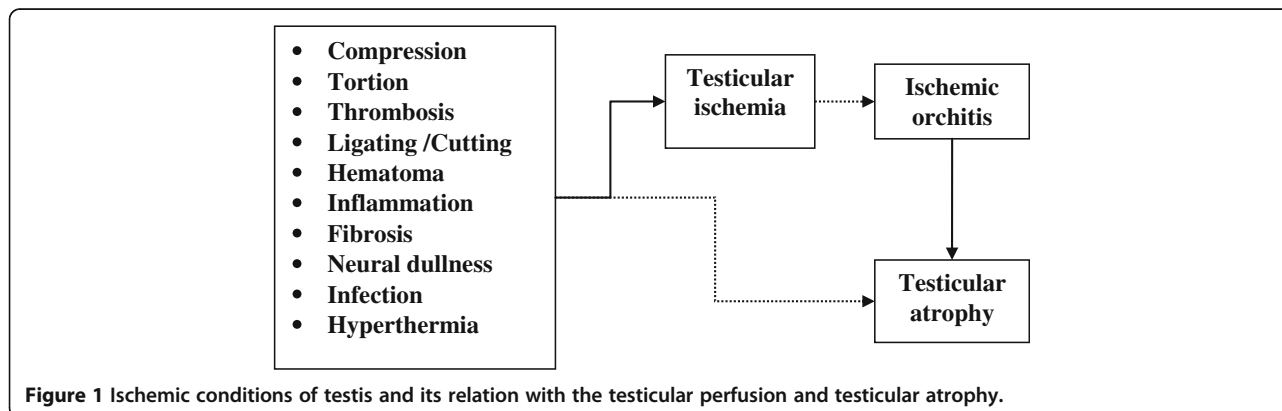 • Compression
• Tortion
• Thrombosis
• Ligating /Cutting
• Hematoma
• Inflammation
• Fibrosis
• Neural dullness
• Infection
• Hyperthermia
Testicular
ischemia
Ischemic
orchitis
Testicular
atrophy
Figure 1 Ischemic conditions of testis and its relation with the testicular perfusion and testicular atrophy.